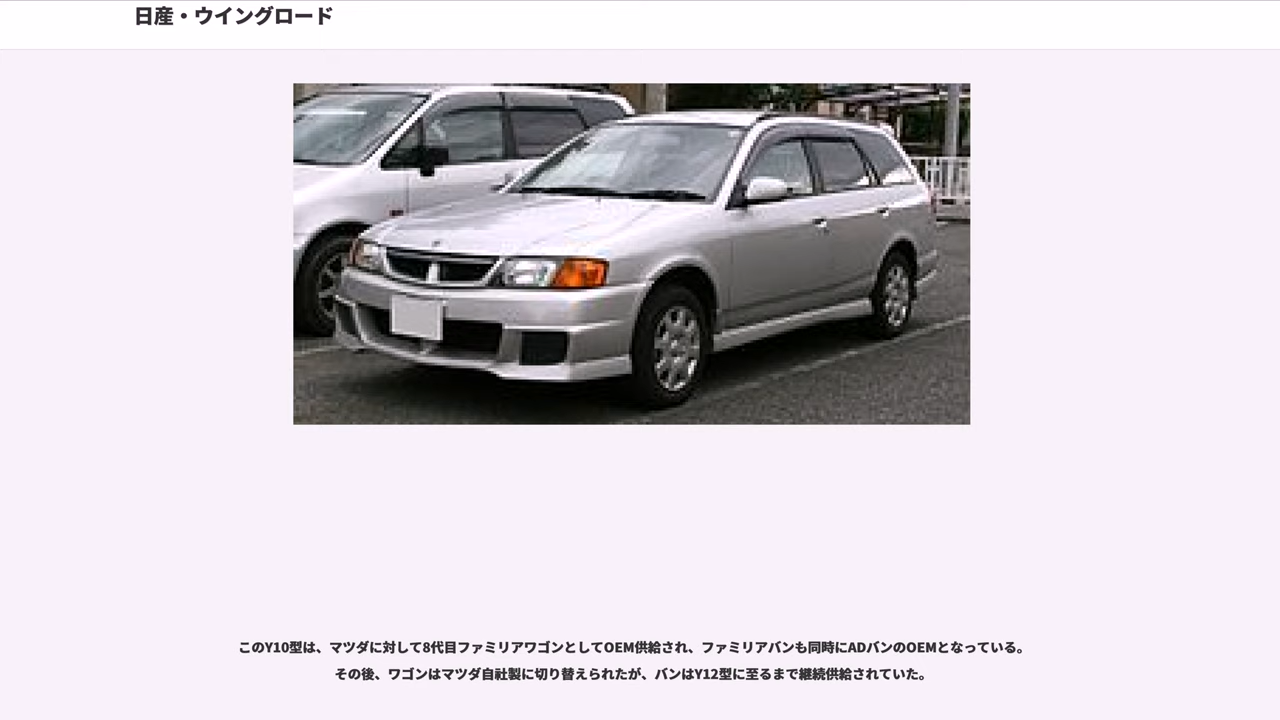 日産・ウイングロード
このY10型は、マツダに対して8代目ファミリアワゴンとしてOEM供給され、ファミリアバンも同時にADバンのOEMとなっている。
その後、ワゴンはマツダ自社製に切り替えられたが、バンはY12型に至るまで継続供給されていた。